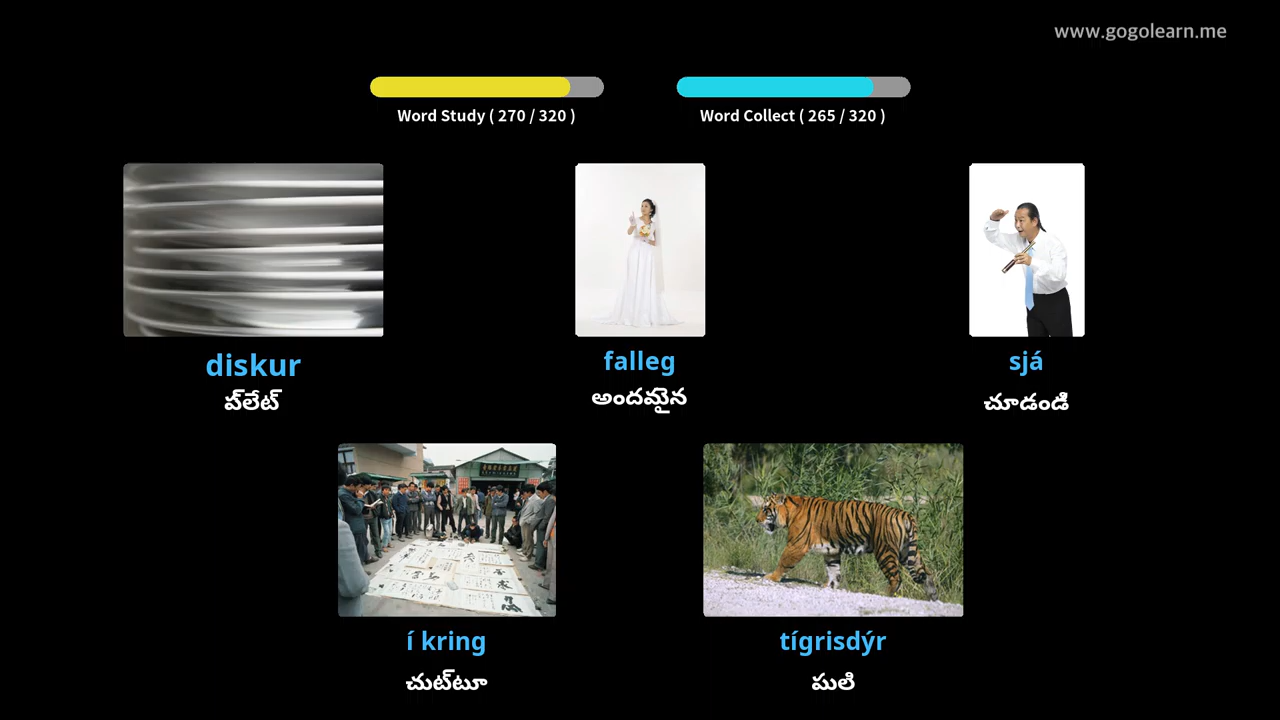 www.gogolearn.me
Word Study ( 270 / 320 )
Word Collect ( 265 / 320 )
diskur
ప్‌లేట్
falleg
అందమైన
sjá
చూడండి
í kring
చుట్‌టూ
tígrisdýr
పులి